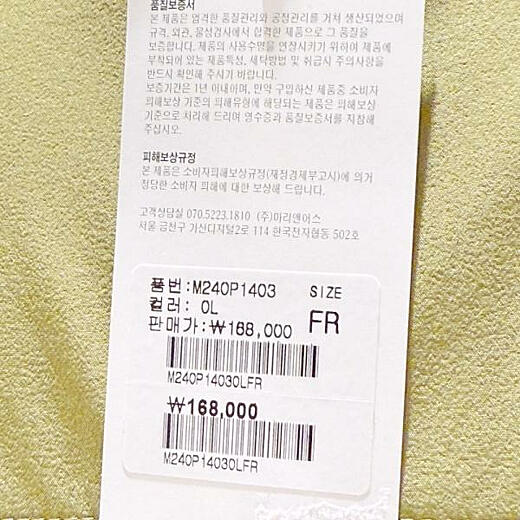 품질보증서
본 제품은 엄격한 품질관리와 공정관리를 거쳐 생산되었으며
규격, 외관, 물성검사에서 합격한 제품으로 그 품질을
보증합니다. 제품의 사용수명을 연장시키기 위하여 제품에
부착되어 있는 제품특성, 세탁방법 및 취급시 주의사항을
반드시 확인해 주시기 바랍니다.
보증기간은 1년 이내이며, 만약 구입하신 제품중 소비자
피해보상 기준의 피해유형에 해당되는 제품은 피해보상
기준으로 처리해 드리며 영수증과 품질보증서를 지참해
주십시오.
피해보상규정
본 제품은 소비자피해보상규정(재정경제부고시)에 의거
정당한 소비자 피해에 대한 보상해 드립니다.
고객상담실 070.5223.1810 (주)마리앤어스
서울 금천구 가산디지털2로 114 한국전자협동 502호
품번:M240P1403 SIZE
컬러: OL
판매가:₩168,000 FR
M240P14030LFR
₩168,000
M240P14030LFR